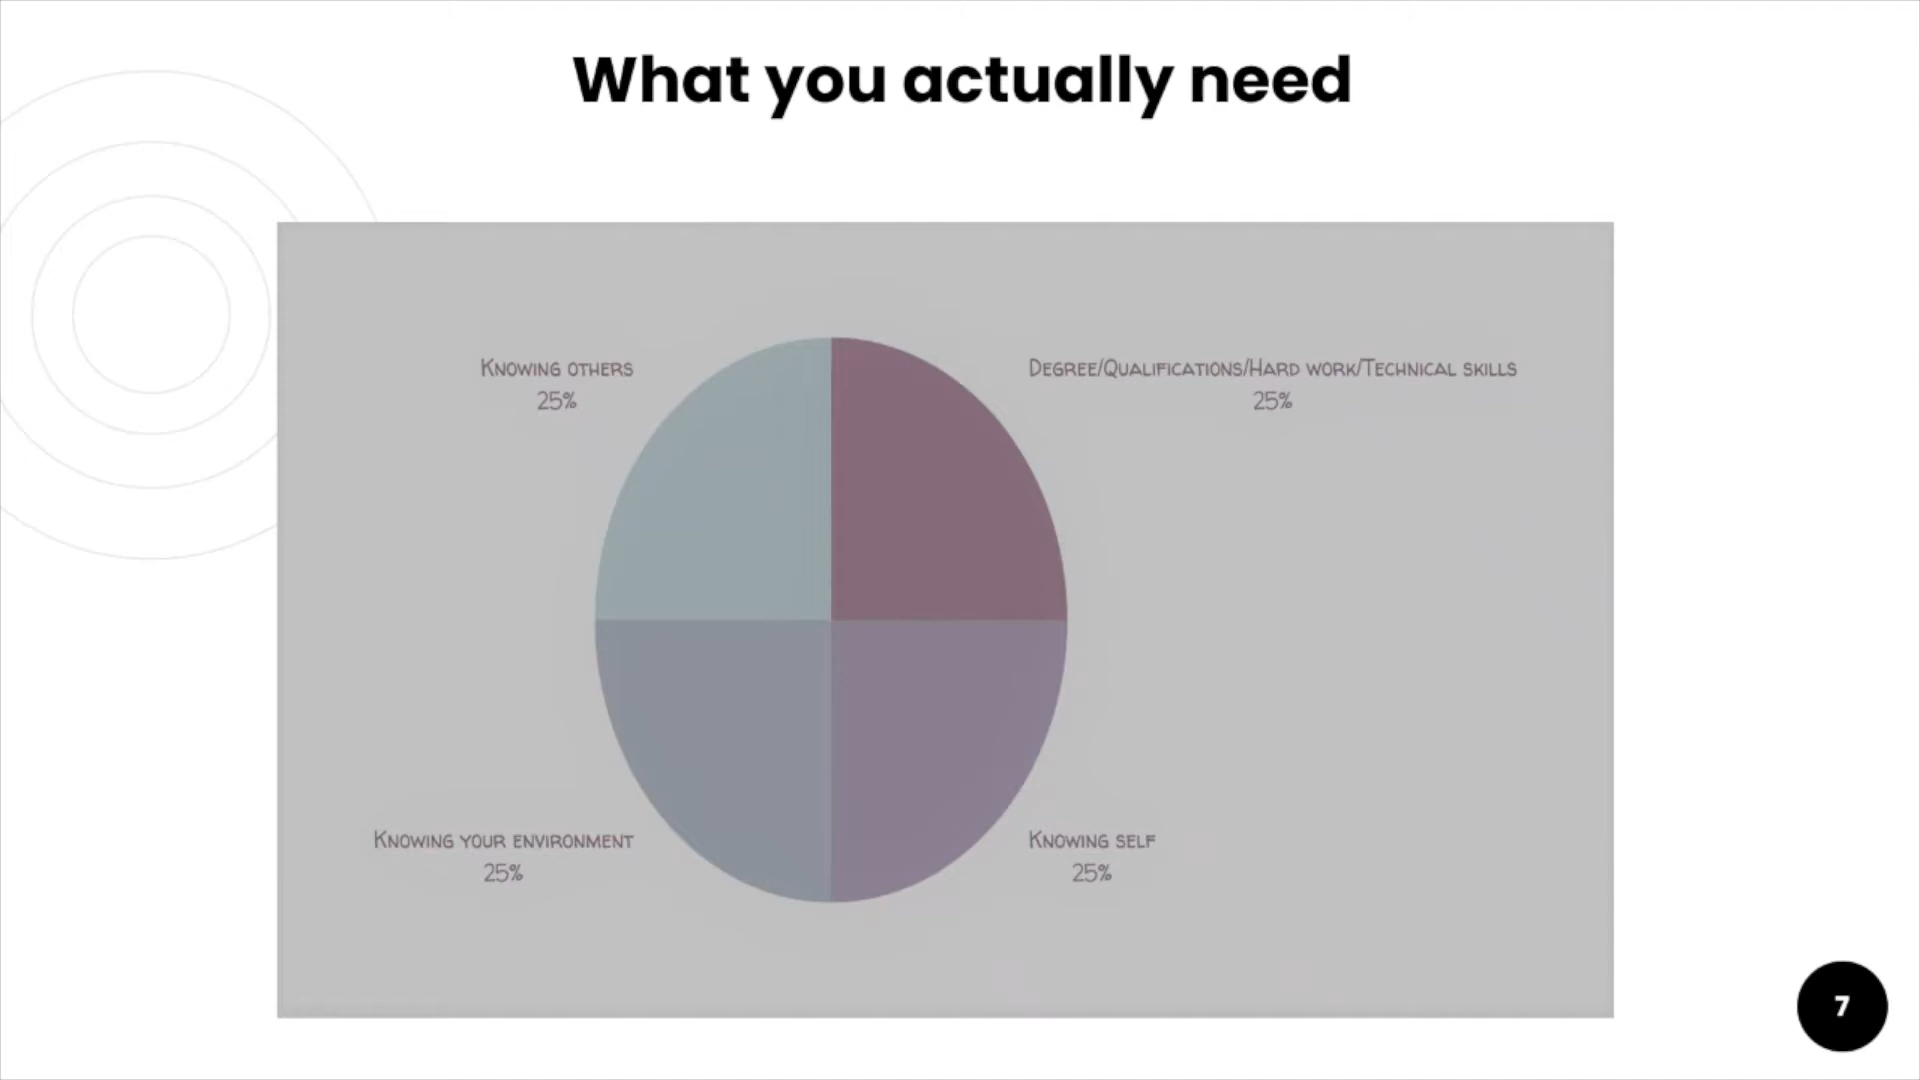 What you actually need
Knowing others
25%
Degree/Qualifications/Hard work/Technical skills
25%
Knowing your environment
25%
Knowing self
25%
7